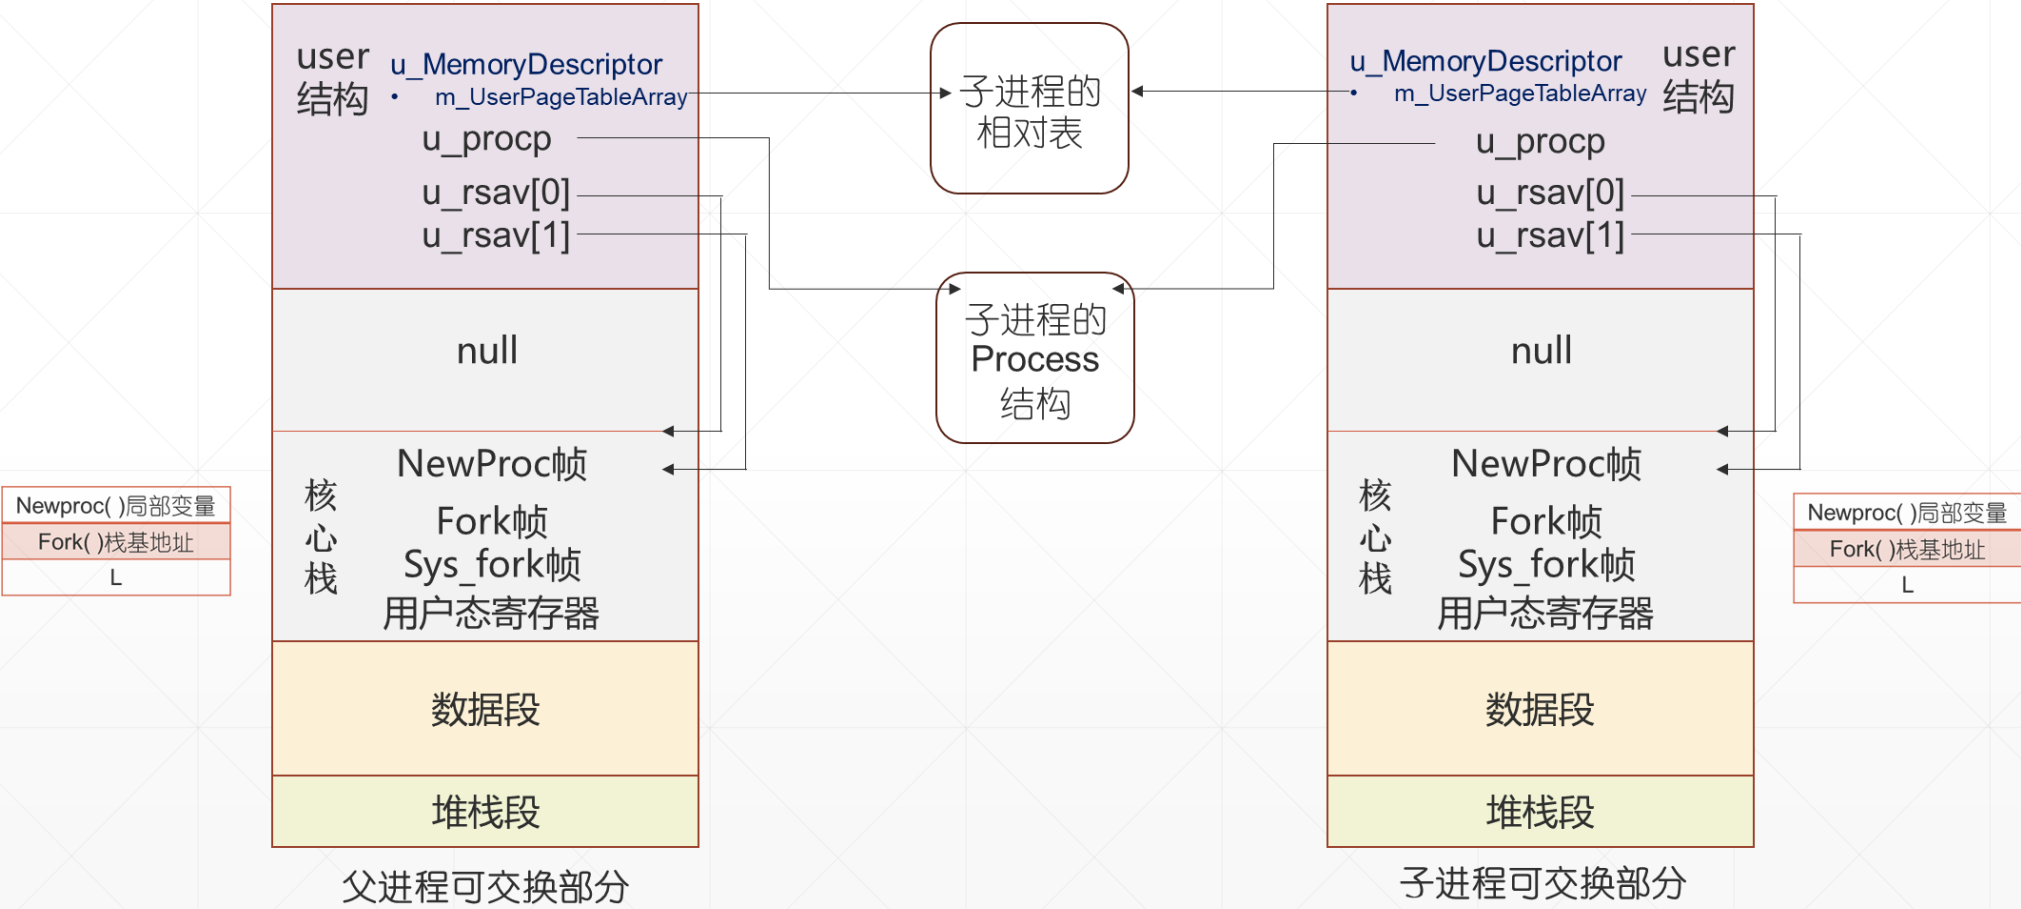 user
结构
u_MemoryDescriptor
• m_UserPageTableArray
u_procp
u_rsav[0]
u_rsav[1]
null
核
心
栈
NewProc帧
Fork帧
Sys_fork帧
用户态寄存器
数据段
堆栈段
父进程可交换部分
Newproc( )局部变量
Fork( )栈基地址
L
子进程的
相对表
子进程的
Process
结构
u_MemoryDescriptor
• m_UserPageTableArray
user
结构
u_procp
u_rsav[0]
u_rsav[1]
null
核
心
栈
NewProc帧
Fork帧
Sys_fork帧
用户态寄存器
数据段
堆栈段
子进程可交换部分
Newproc( )局部变量
Fork( )栈基地址
L